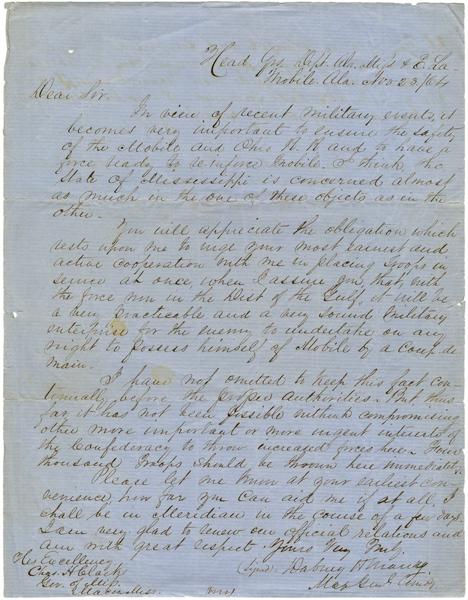 Head Qrs Dept. Ala. Mi's & E. La.
Mobile. Ala. Nov 23/64
Dear Sir.
In view of recent military events, it
becomes very important to ensure the safety
of the Mobile and Ohio R. R and to have a
force ready to reinforce Mobile. I think the
State of Mississippi is concerned almost
as much in the one of these objects as in the
other.
You will appreciate the obligation which
rests upon me to urge your most earnest and
active cooperation with me in placing troops in
service at once, when I assure you, that, with
the force now in the Dist of the Gulf, it will be
a very practicable and a very sound military
enterprise for the enemy to undertake on any
night to possess himself of Mobile by a coup de
main.
I have not omitted to keep this fact con-
tinually before the proper authorities. But thus
far, it has not been possible without compromising
other more important or more urgent interests of
the Confederacy to throw increased forces here. Four
thousand troops should be thrown here immediately.
Please let me know at your earliest con-
venience, how far you can aid me if at all. I
shall be in Meridian in the course of a few days.
I am very glad to renew our official relations and
am with great respect Yours Very Truly.
His Excellency (signed) Dabney H Maury
Chas. H Clark Maj Genl Comdg
Gov. of Miss.
Macon Miss.